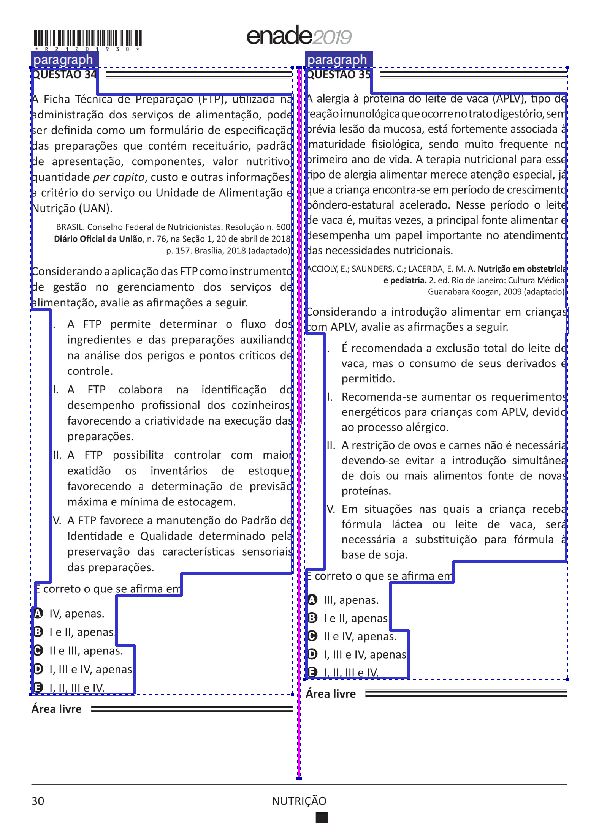 *R21201930*
enade2019
paragraph
QUESTÃO 34
A Ficha Técnica de Preparação (FTP), utilizada na
administração dos serviços de alimentação, pode
ser definida como um formulário de especificação
das preparações que contém receituário, padrão
de apresentação, componentes, valor nutritivo,
quantidade per capita, custo e outras informações,
a critério do serviço ou Unidade de Alimentação e
Nutrição (UAN).
BRASIL. Conselho Federal de Nutricionistas. Resolução n. 600.
Diário Oficial da União, n. 76, na Seção 1, 20 de abril de 2018,
p. 157. Brasília, 2018 (adaptado).
Considerando a aplicação das FTP como instrumento
de gestão no gerenciamento dos serviços de
alimentação, avalie as afirmações a seguir.
I. A FTP permite determinar o fluxo dos
ingredientes e das preparações auxiliando
na análise dos perigos e pontos críticos de
controle.
II. A FTP colabora na identificação do
desempenho profissional dos cozinheiros,
favorecendo a criatividade na execução das
preparações.
III. A FTP possibilita controlar com maior
exatidão os inventários de estoque,
favorecendo a determinação de previsão
máxima e mínima de estocagem.
IV. A FTP favorece a manutenção do Padrão de
Identidade e Qualidade determinado pela
preservação das características sensoriais
das preparações.
É correto o que se afirma em
A IV, apenas.
B I e II, apenas.
C II e III, apenas.
D I, III e IV, apenas.
E I, II, III e IV.
Área livre
paragraph
QUESTÃO 35
A alergia à proteína do leite de vaca (APLV), tipo de
reação imunológica que ocorre no trato digestório, sem
prévia lesão da mucosa, está fortemente associada à
imaturidade fisiológica, sendo muito frequente no
primeiro ano de vida. A terapia nutricional para esse
tipo de alergia alimentar merece atenção especial, já
que a criança encontra-se em período de crescimento
pôndero-estatural acelerado. Nesse período o leite
de vaca é, muitas vezes, a principal fonte alimentar e
desempenha um papel importante no atendimento
das necessidades nutricionais.
ACCIOLY, E.; SAUNDERS, C.; LACERDA, E. M. A. Nutrição em obstetrícia
e pediatria. 2. ed. Rio de Janeiro: Cultura Médica:
Guanabara Koogan, 2009 (adaptado).
Considerando a introdução alimentar em crianças
com APLV, avalie as afirmações a seguir.
I. É recomendada a exclusão total do leite de
vaca, mas o consumo de seus derivados é
permitido.
II. Recomenda-se aumentar os requerimentos
energéticos para crianças com APLV, devido
ao processo alérgico.
III. A restrição de ovos e carnes não é necessária,
devendo-se evitar a introdução simultânea
de dois ou mais alimentos fonte de novas
proteínas.
IV. Em situações nas quais a criança receba
fórmula láctea ou leite de vaca, será
necessária a substituição para fórmula à
base de soja.
É correto o que se afirma em
A III, apenas.
B I e II, apenas.
C II e IV, apenas.
D I, III e IV, apenas.
E I, II, III e IV.
Área livre
30
NUTRIÇÃO